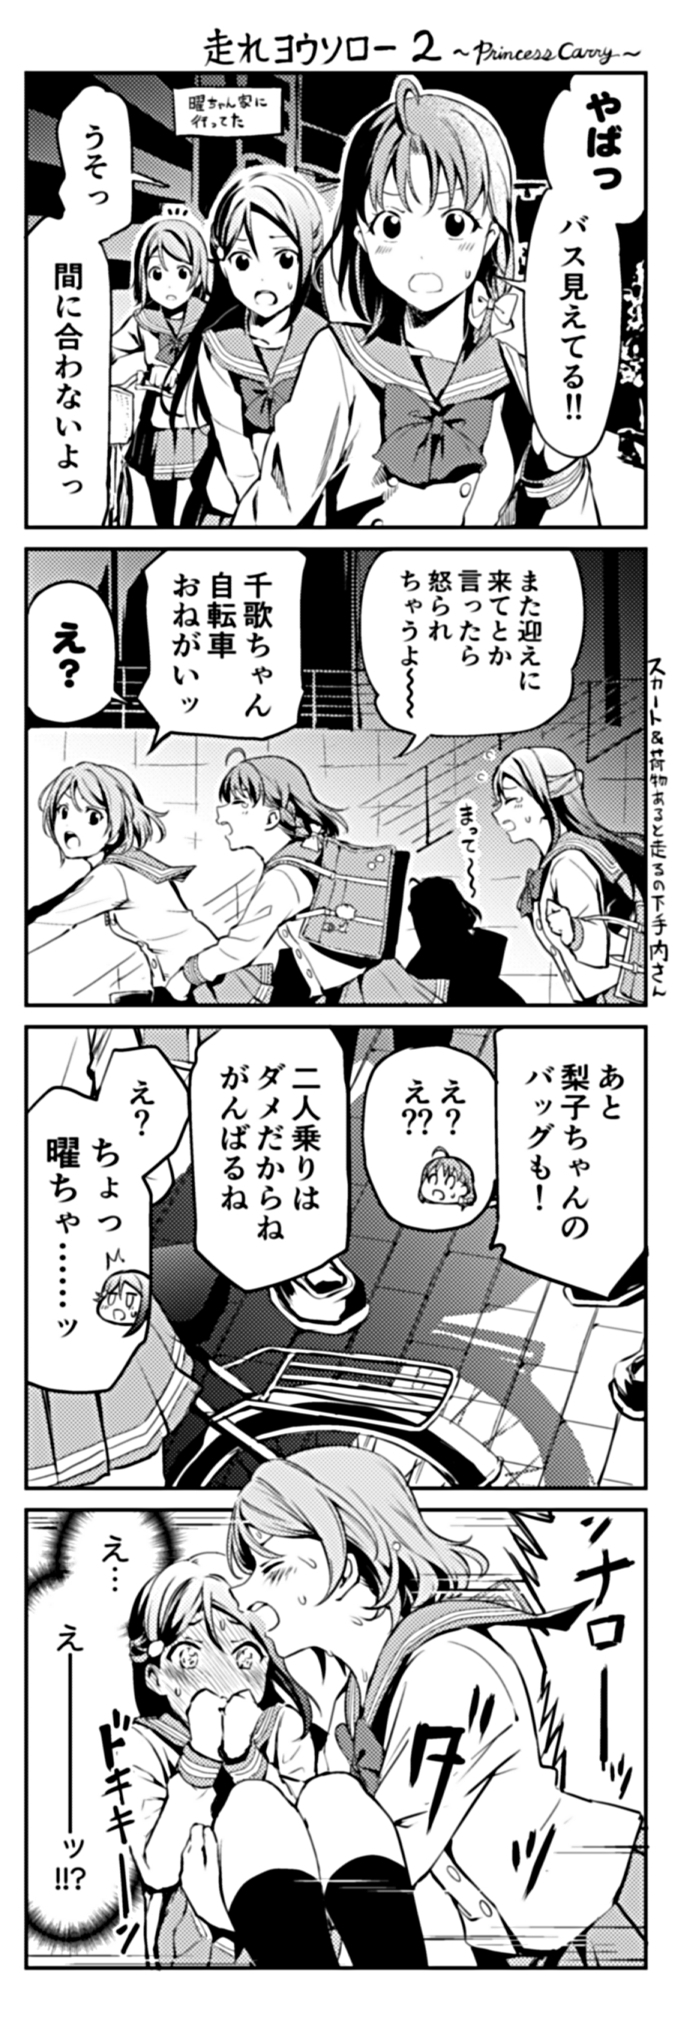 走れヨウソロー 2 ~Princess Carry~
やばっ
バス見えてる!!
曜ちゃん家に
行ってた
うそっ
間に合わないよっ
また迎えに
来てとか
言ったら
怒られ
ちゃうよ〜〜
千歌ちゃん
自転車
おねがいッ
え?
まって〜〜
スカート&荷物あると走るの下手内さん
あと
梨子ちゃんの
バッグも!
え?
え??
二人乗りは
ダメだからね
がんばるね
え?
ちょっ
曜ちゃ……ッ
ンナロー
ダッ
え…
えーーーッ!!?
ドキキーン